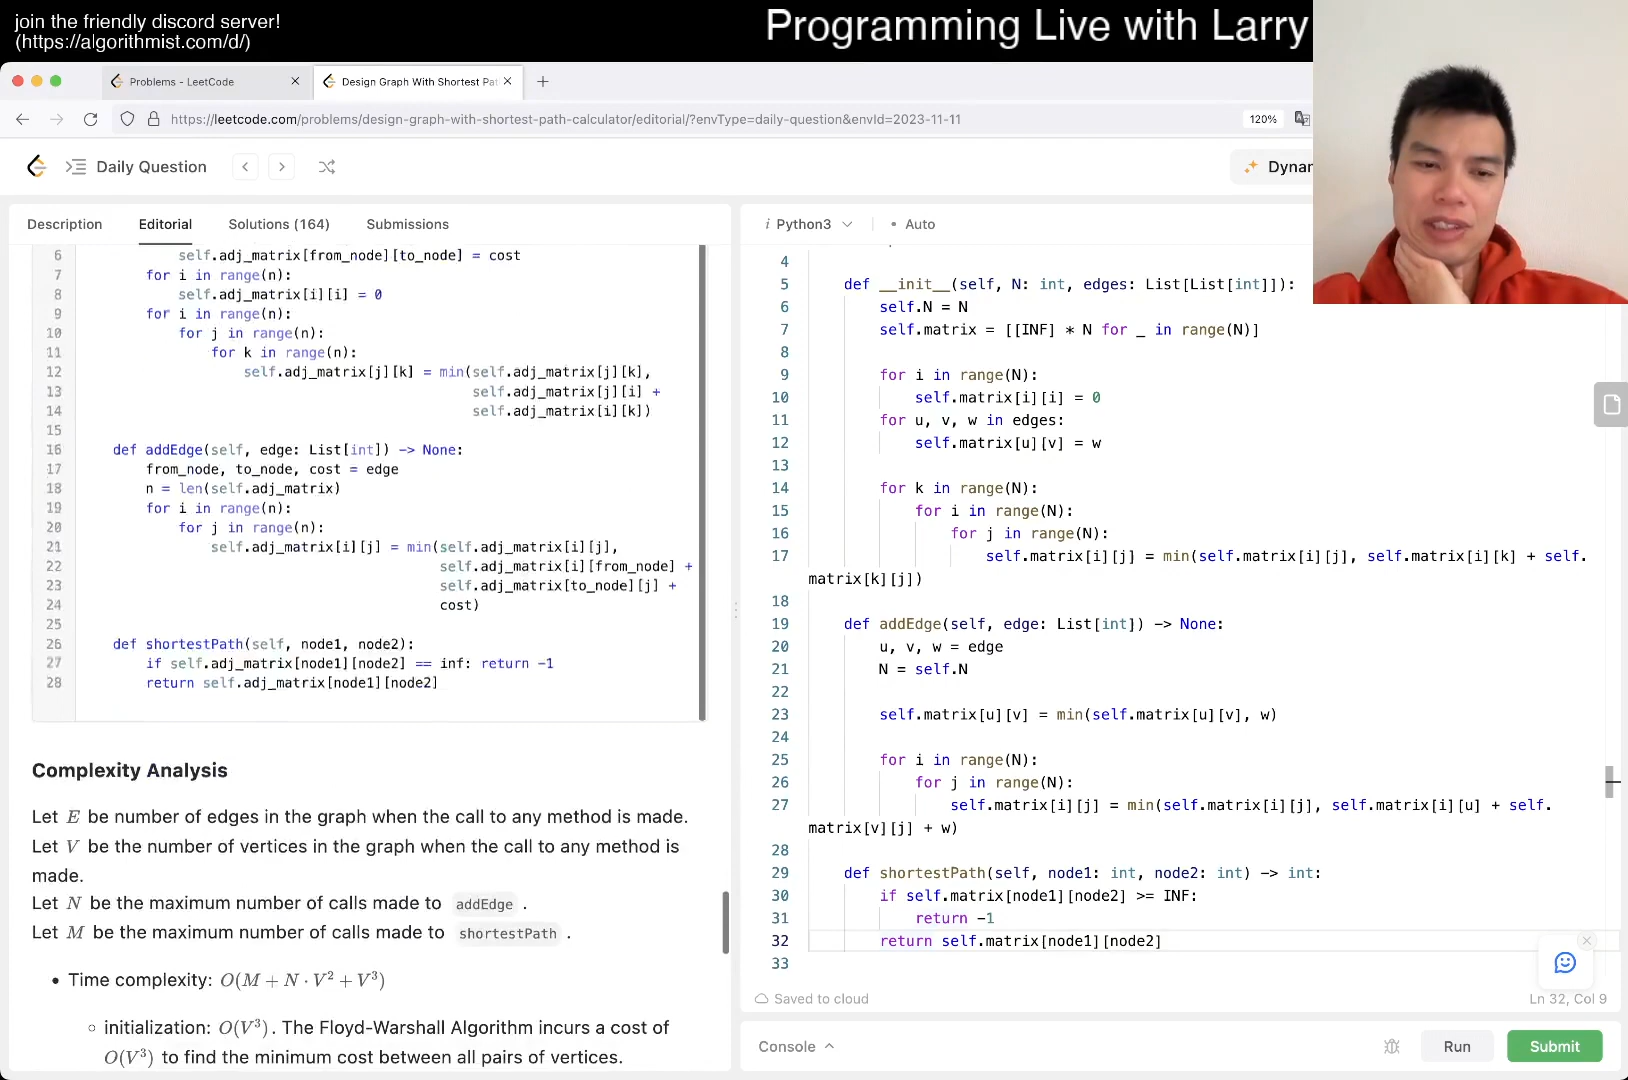 join the friendly discord server!
(https://algorithmist.com/d/)
Programming Live with Larry
Problems - LeetCode
Design Graph With Shortest Pat
https://leetcode.com/problems/design-graph-with-shortest-path-calculator/editorial/?envType=daily-question&envId=2023-11-11
120%
Daily Question
Dynar
Description
Editorial
Solutions (164)
Submissions
6 self.adj_matrix[from_node][to_node] = cost
7 for i in range(n):
8 self.adj_matrix[i][i] = 0
9 for i in range(n):
10 for j in range(n):
11 for k in range(n):
12 self.adj_matrix[j][k] = min(self.adj_matrix[j][k],
13 self.adj_matrix[j][i] +
14 self.adj_matrix[i][k])
15
16 def addEdge(self, edge: List[int]) -> None:
17 from_node, to_node, cost = edge
18 n = len(self.adj_matrix)
19 for i in range(n):
20 for j in range(n):
21 self.adj_matrix[i][j] = min(self.adj_matrix[i][j],
22 self.adj_matrix[i][from_node] +
23 self.adj_matrix[to_node][j] +
24 cost)
25
26 def shortestPath(self, node1, node2):
27 if self.adj_matrix[node1][node2] == inf: return -1
28 return self.adj_matrix[node1][node2]
Complexity Analysis
Let E be number of edges in the graph when the call to any method is made.
Let V be the number of vertices in the graph when the call to any method is
made.
Let N be the maximum number of calls made to addEdge .
Let M be the maximum number of calls made to shortestPath .
• Time complexity: O(M + N · V² + V³)
◦ initialization: O(V³). The Floyd-Warshall Algorithm incurs a cost of
O(V³) to find the minimum cost between all pairs of vertices.
i Python3
• Auto
4
5 def __init__(self, N: int, edges: List[List[int]]):
6 self.N = N
7 self.matrix = [[INF] * N for _ in range(N)]
8
9 for i in range(N):
10 self.matrix[i][i] = 0
11 for u, v, w in edges:
12 self.matrix[u][v] = w
13
14 for k in range(N):
15 for i in range(N):
16 for j in range(N):
17 self.matrix[i][j] = min(self.matrix[i][j], self.matrix[i][k] + self.
matrix[k][j])
18
19 def addEdge(self, edge: List[int]) -> None:
20 u, v, w = edge
21 N = self.N
22
23 self.matrix[u][v] = min(self.matrix[u][v], w)
24
25 for i in range(N):
26 for j in range(N):
27 self.matrix[i][j] = min(self.matrix[i][j], self.matrix[i][u] + self.
matrix[v][j] + w)
28
29 def shortestPath(self, node1: int, node2: int) -> int:
30 if self.matrix[node1][node2] >= INF:
31 return -1
32 return self.matrix[node1][node2]
33
Saved to cloud
Ln 32, Col 9
Console
Run
Submit